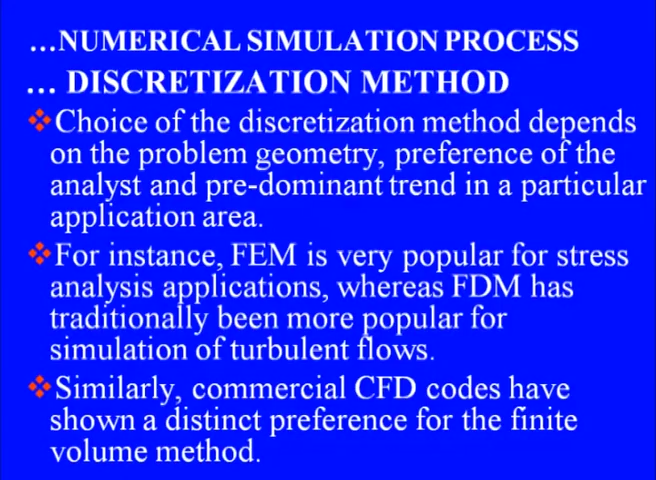 ...NUMERICAL SIMULATION PROCESS
... DISCRETIZATION METHOD
❖Choice of the discretization method depends
on the problem geometry, preference of the
analyst and pre-dominant trend in a particular
application area.
❖For instance, FEM is very popular for stress
analysis applications, whereas FDM has
traditionally been more popular for
simulation of turbulent flows.
❖Similarly, commercial CFD codes have
shown a distinct preference for the finite
volume method.